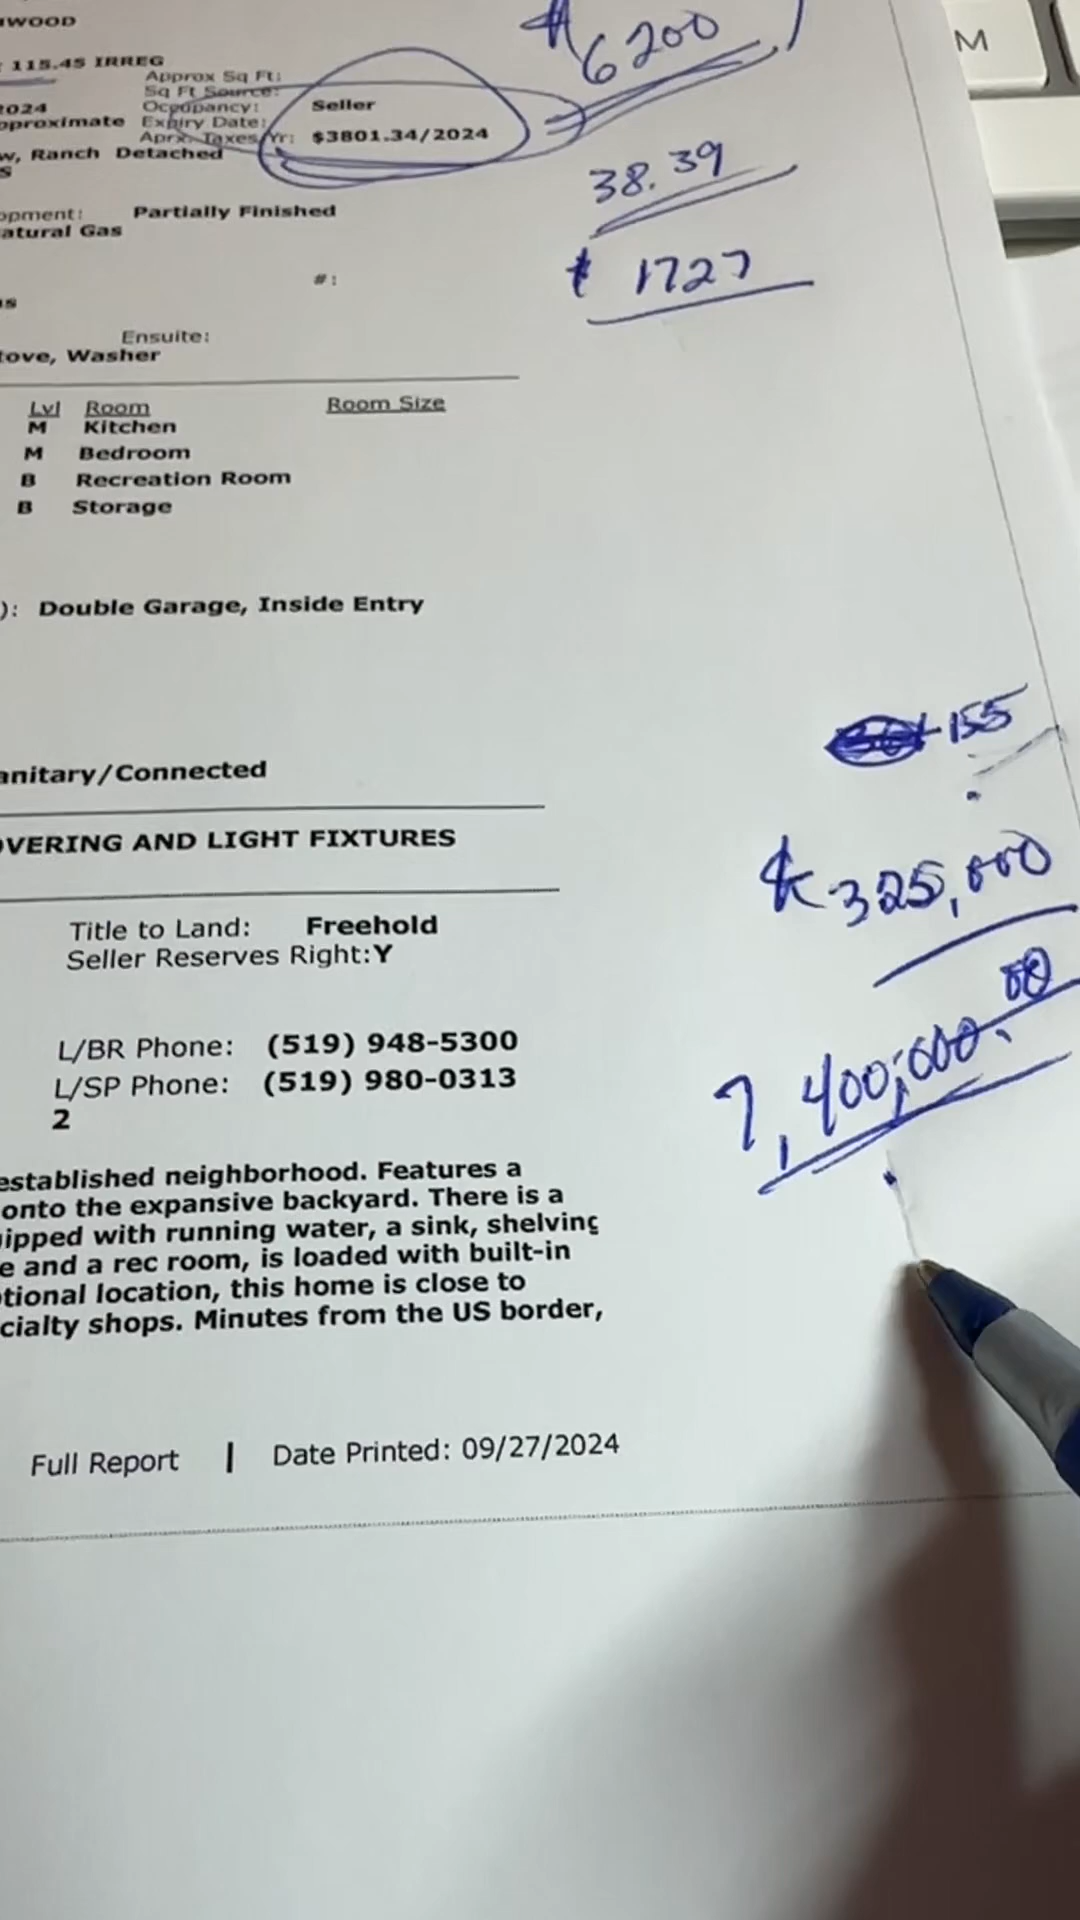 WOOD
115.45 IRREG
Approx Sq Ft:
Sq Ft Source:
2024 Occupancy: Seller
pproximate Expiry Date:
Aprx. Taxes/Yr: $3801.34/2024
w, Ranch Detached
S
opment: Partially Finished
atural Gas
#:
s
Ensuite:
tove, Washer
Lvl Room Room Size
M Kitchen
M Bedroom
B Recreation Room
B Storage
): Double Garage, Inside Entry
anitary/Connected
OVERING AND LIGHT FIXTURES
Title to Land: Freehold
Seller Reserves Right:Y
L/BR Phone: (519) 948-5300
L/SP Phone: (519) 980-0313
2
established neighborhood. Features a
onto the expansive backyard. There is a
ipped with running water, a sink, shelving
e and a rec room, is loaded with built-in
tional location, this home is close to
cialty shops. Minutes from the US border,
Full Report | Date Printed: 09/27/2024
$6200
38.39
$ 1727
155
$ 325,000
7,400,000.00
M